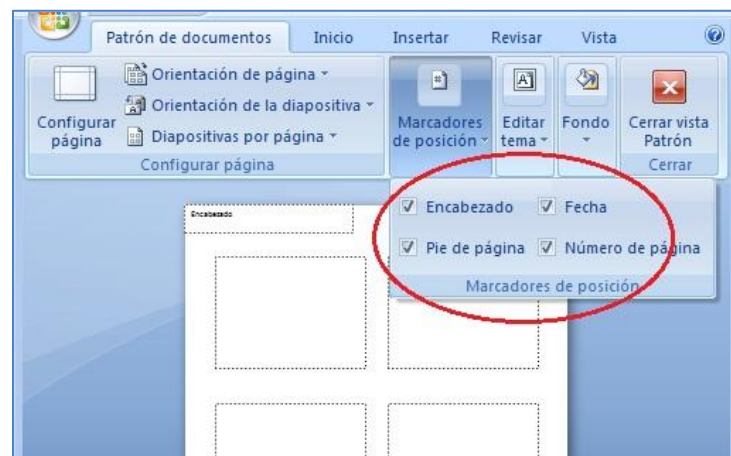 Patrón de documentos Inicio Insertar Revisar Vista
Configurar página
Orientación de página
Orientación de la diapositiva
Diapositivas por página
Configurar página
Marcadores de posición
Editar tema
Fondo
Cerrar vista Patrón
Cerrar
Encabezado Fecha
Pie de página Número de página
Marcadores de posición
Encabezado